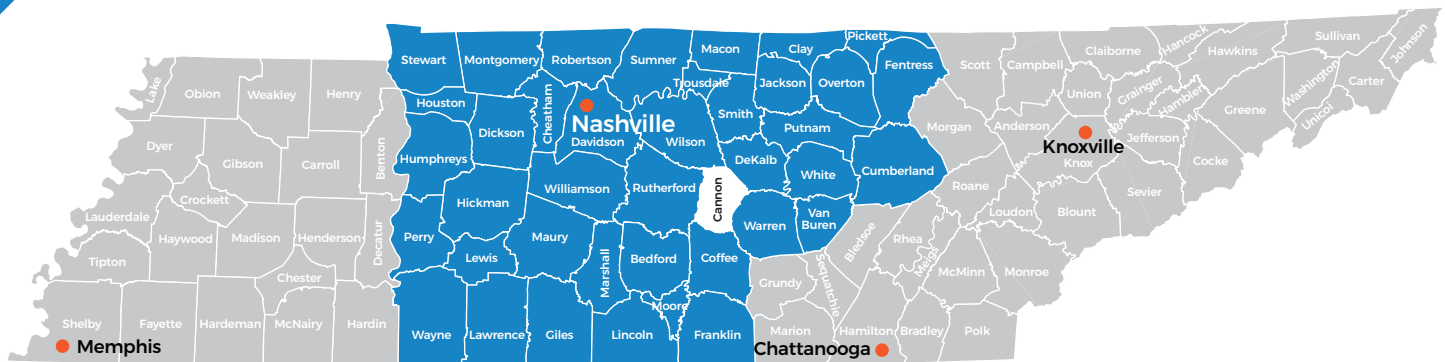 Stewart
Montgomery
Robertson
Sumner
Macon
Clay
Pickett
Fentress
Scott
Campbell
Claiborne
Hancock
Hawkins
Sullivan
Johnson
Lake
Obion
Weakley
Henry
Houston
Dickson
Cheatham
Nashville
Davidson
Trousdale
Wilson
Smith
Jackson
Overton
Putnam
Morgan
Anderson
Union
Grainger
Hamblen
Greene
Washington
Unicoi
Carter
Dyer
Gibson
Carroll
Benton
Humphreys
Williamson
Rutherford
Cannon
DeKalb
White
Cumberland
Roane
Knoxville
Knox
Jefferson
Cocke
Sevier
Lauderdale
Crockett
Haywood
Madison
Henderson
Decatur
Perry
Hickman
Lewis
Maury
Marshall
Bedford
Coffee
Warren
Van
Buren
Bledsoe
Rhea
Meigs
Loudon
Blount
McMinn
Monroe
Tipton
Chester
Shelby
Fayette
Hardeman
McNairy
Hardin
Wayne
Lawrence
Giles
Lincoln
Moore
Franklin
Grundy
Sequatchie
Marion
Hamilton
Bradley
Polk
Memphis
Chattanooga